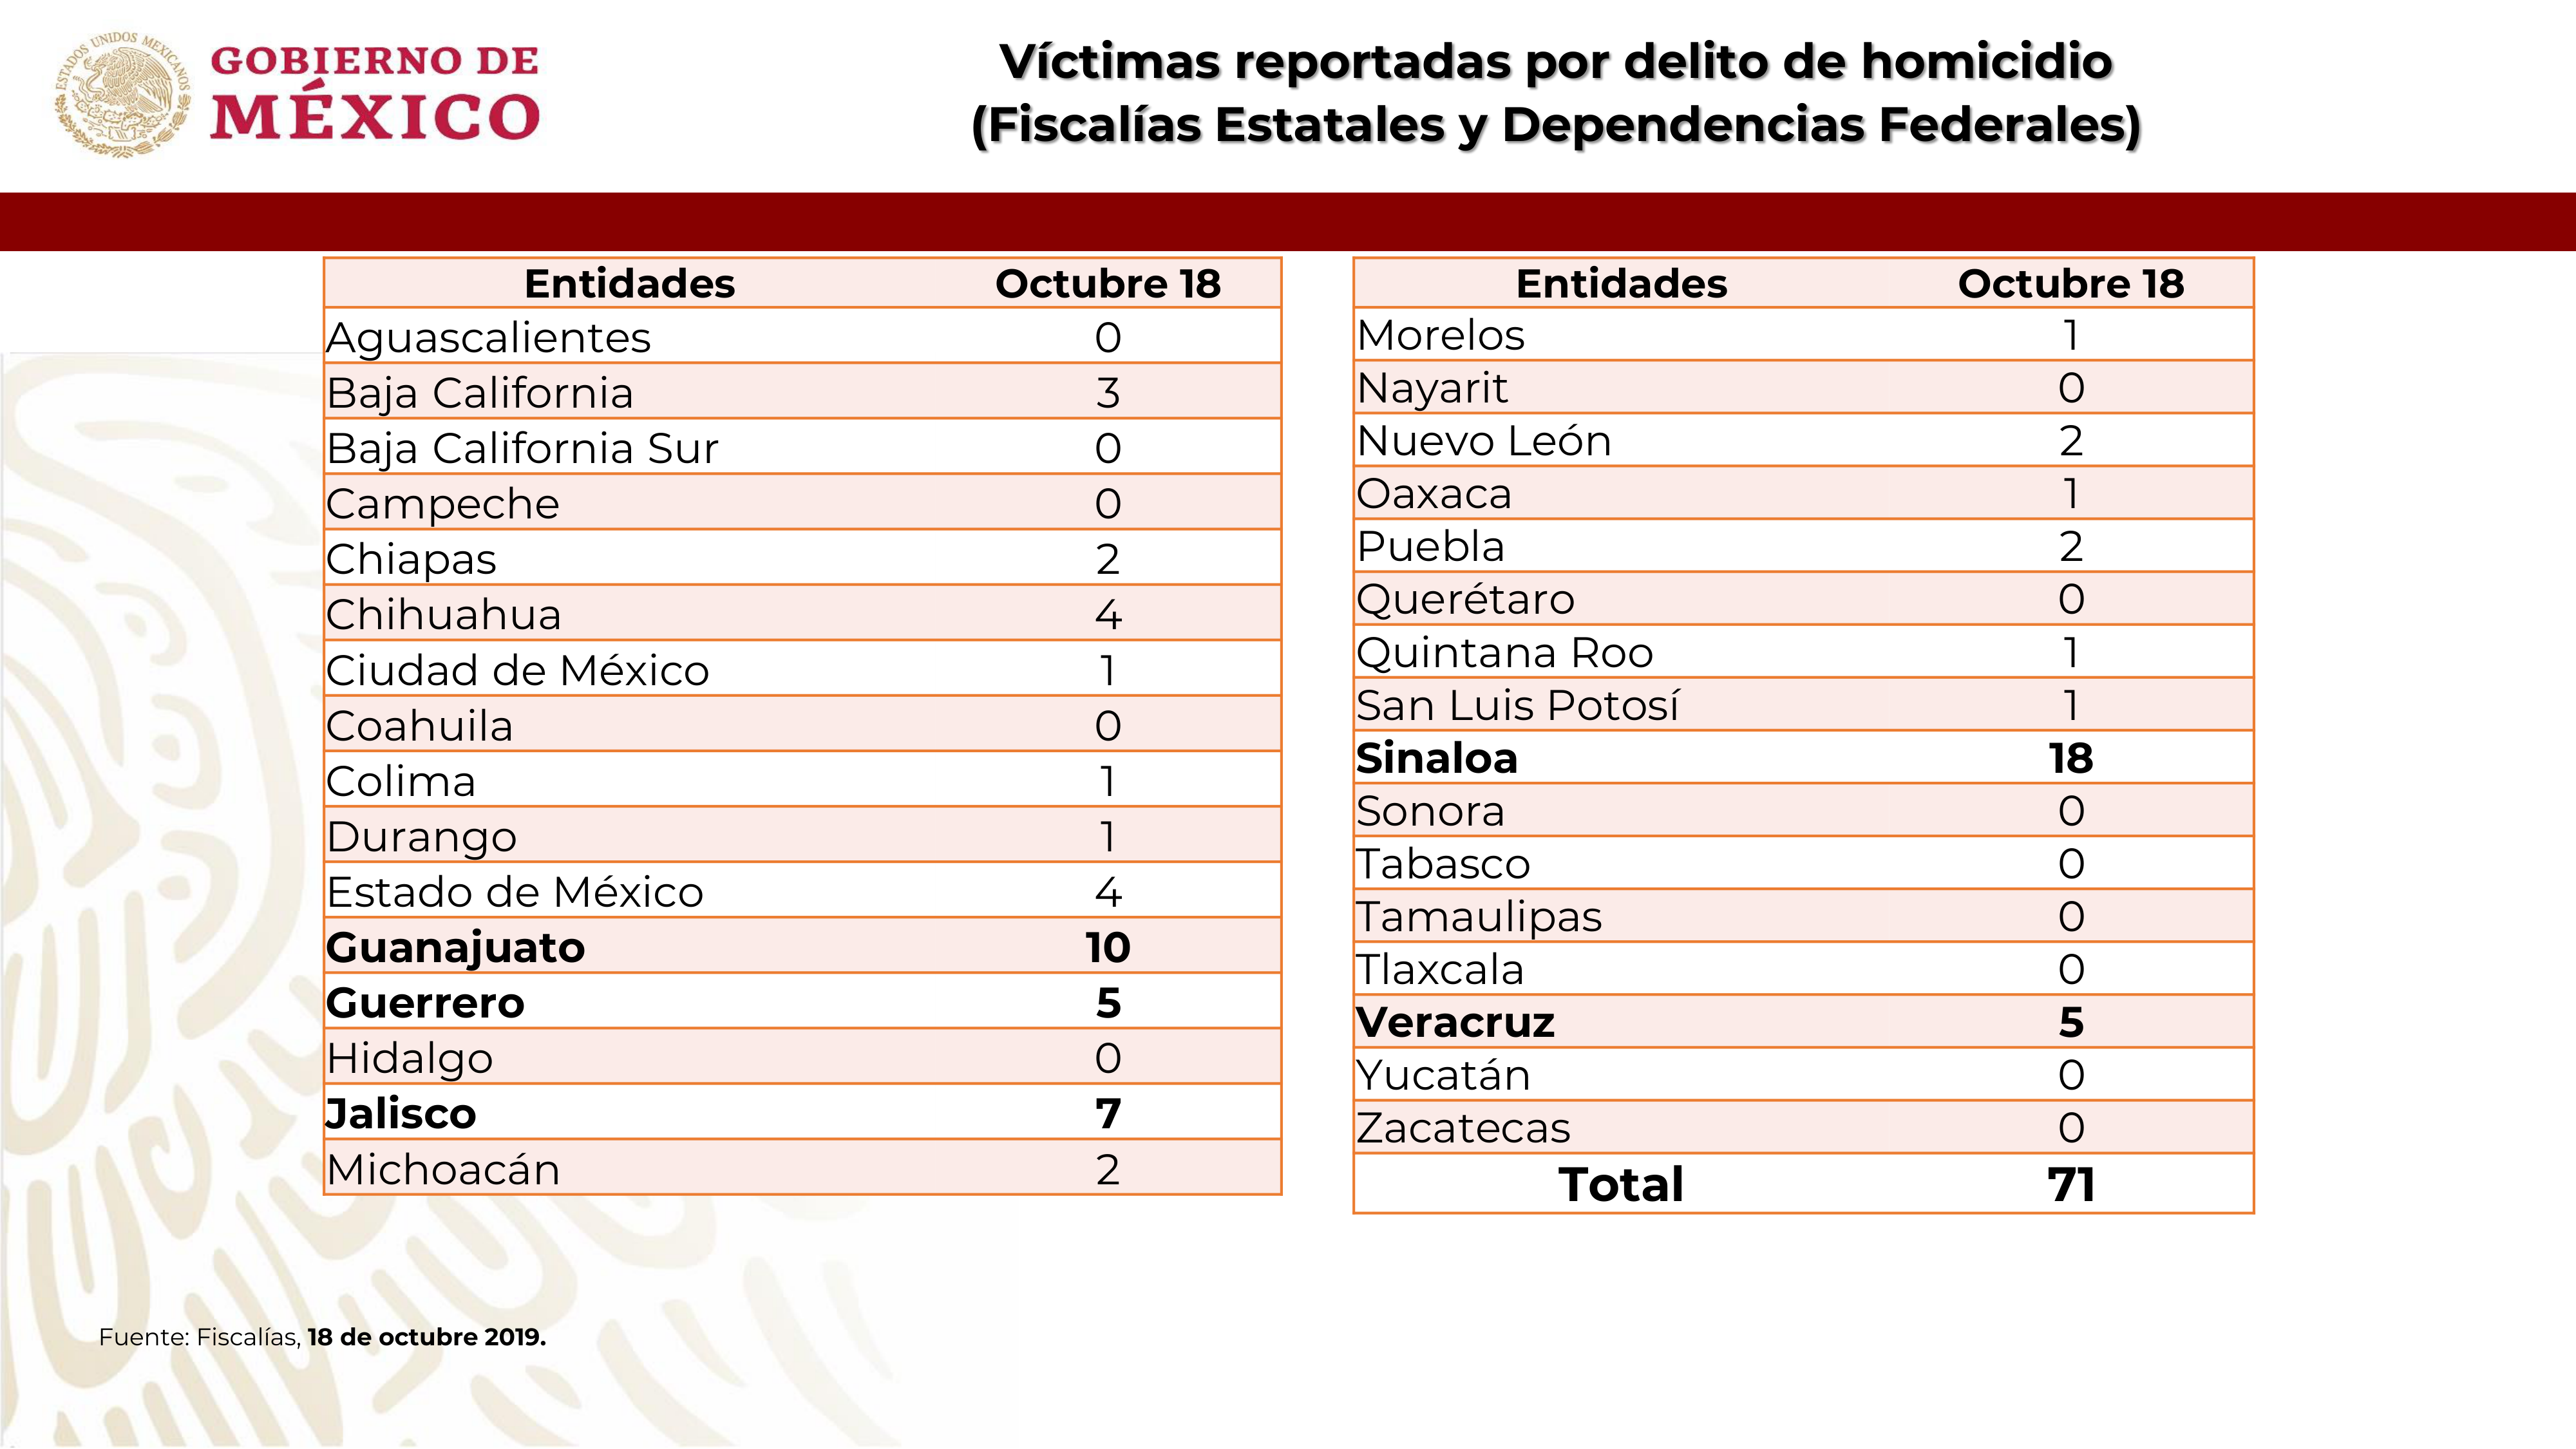 ESTADOS UNIDOS MEXICANOS
GOBIERNO DE
MÉXICO
Víctimas reportadas por delito de homicidio
(Fiscalías Estatales y Dependencias Federales)
Entidades Octubre 18
Aguascalientes 0
Baja California 3
Baja California Sur 0
Campeche 0
Chiapas 2
Chihuahua 4
Ciudad de México 1
Coahuila 0
Colima 1
Durango 1
Estado de México 4
Guanajuato 10
Guerrero 5
Hidalgo 0
Jalisco 7
Michoacán 2
Entidades Octubre 18
Morelos 1
Nayarit 0
Nuevo León 2
Oaxaca 1
Puebla 2
Querétaro 0
Quintana Roo 1
San Luis Potosí 1
Sinaloa 18
Sonora 0
Tabasco 0
Tamaulipas 0
Tlaxcala 0
Veracruz 5
Yucatán 0
Zacatecas 0
Total 71
Fuente: Fiscalías, 18 de octubre 2019.